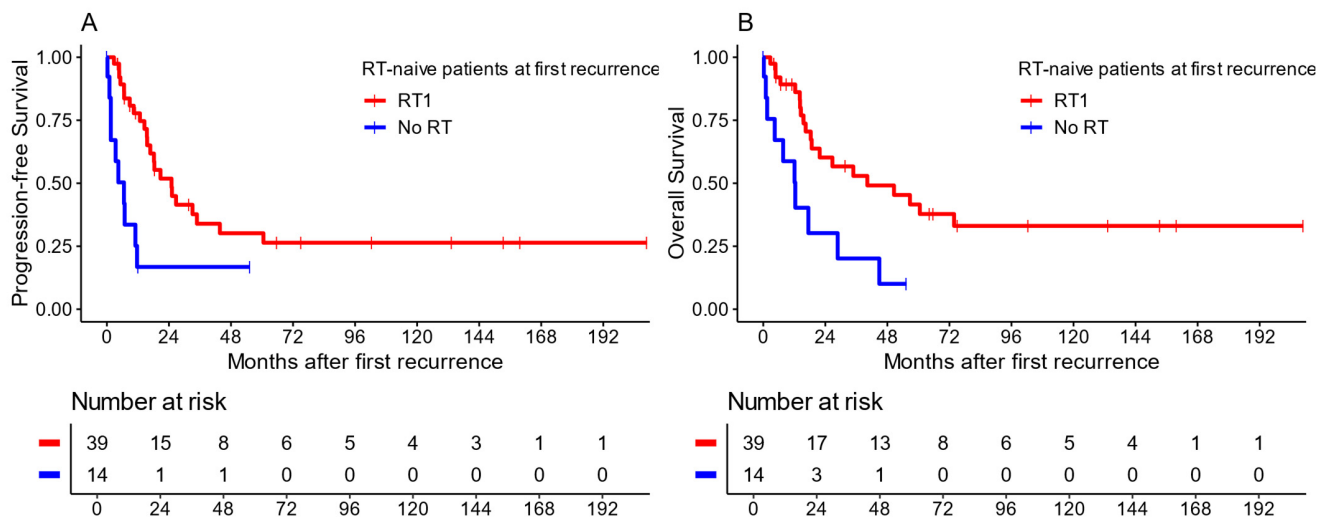 A
Progression-free Survival
1.00
0.75
0.50
0.25
0.00
RT-naive patients at first recurrence
RT1
No RT
0 24 48 72 96 120 144 168 192
Months after first recurrence
Number at risk
39 15 8 6 5 4 3 1 1
14 1 1 0 0 0 0 0 0
0 24 48 72 96 120 144 168 192
B
Overall Survival
1.00
0.75
0.50
0.25
0.00
RT-naive patients at first recurrence
RT1
No RT
0 24 48 72 96 120 144 168 192
Months after first recurrence
Number at risk
39 17 13 8 6 5 4 1 1
14 3 1 0 0 0 0 0 0
0 24 48 72 96 120 144 168 192